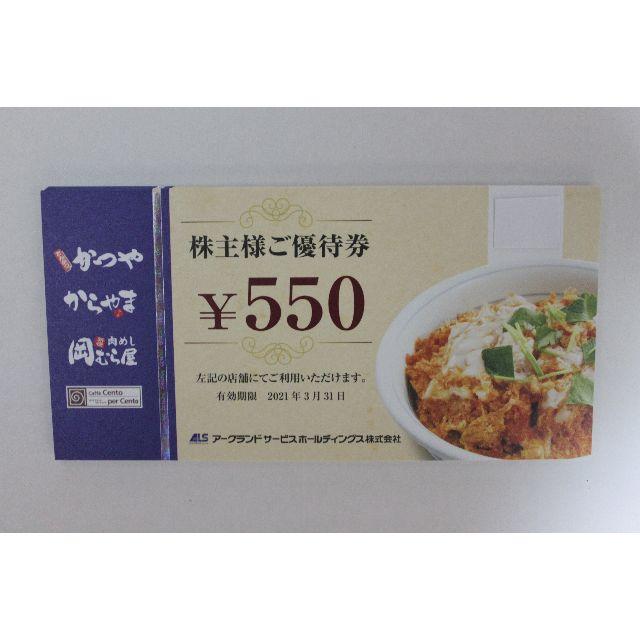 かつや
からやま
肉めし
岡むら屋
Caffè Cento
per Cento
株主様ご優待券
¥550
左記の店舗にてご利用いただけます。
有効期限 2021年3月31日
ALS アークランドサービスホールディングス株式会社